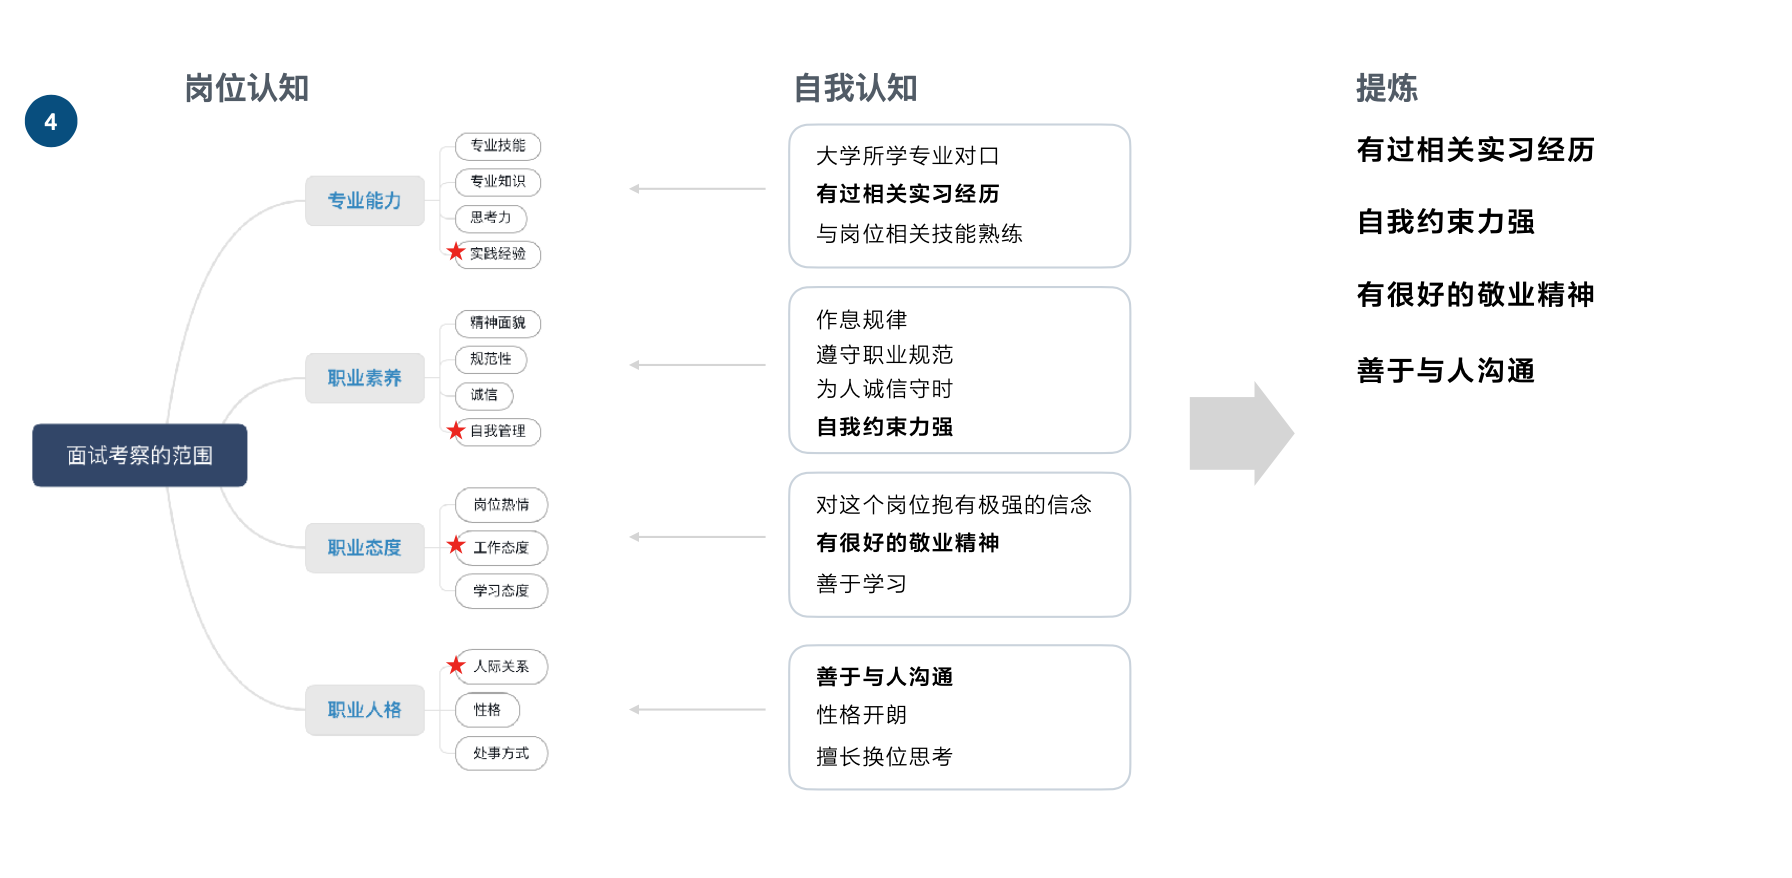 4
岗位认知
面试考察的范围
专业能力
专业技能
专业知识
思考力
实践经验
职业素养
精神面貌
规范性
诚信
自我管理
职业态度
岗位热情
工作态度
学习态度
职业人格
人际关系
性格
处事方式
自我认知
大学所学专业对口
有过相关实习经历
与岗位相关技能熟练
作息规律
遵守职业规范
为人诚信守时
自我约束力强
对这个岗位抱有极强的信念
有很好的敬业精神
善于学习
善于与人沟通
性格开朗
擅长换位思考
提炼
有过相关实习经历
自我约束力强
有很好的敬业精神
善于与人沟通